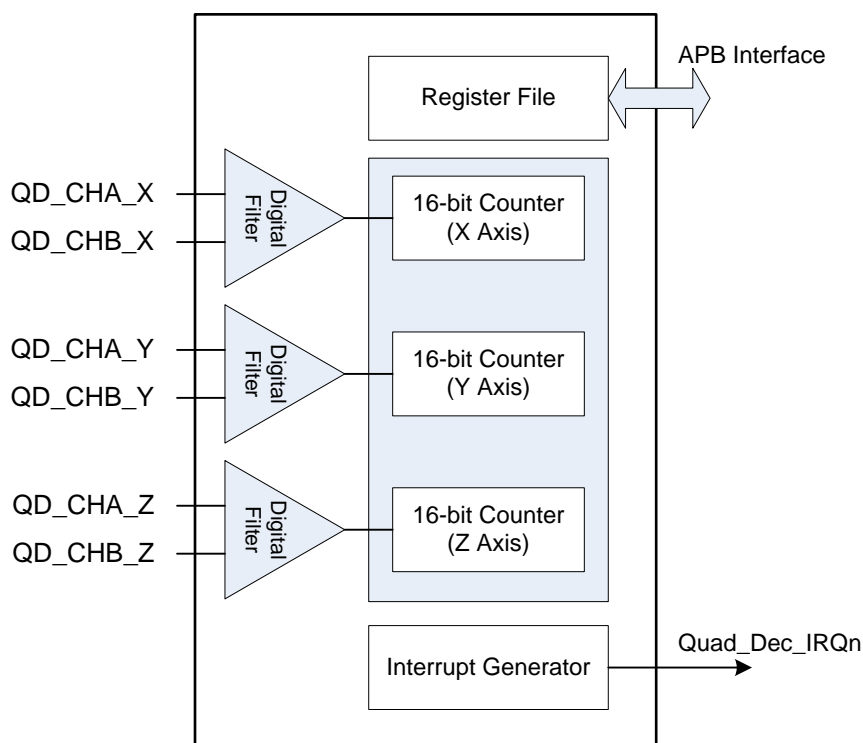 APB Interface
Register File
QD_CHA_X
QD_CHB_X
Digital
Filter
16-bit Counter
(X Axis)
QD_CHA_Y
QD_CHB_Y
Digital
Filter
16-bit Counter
(Y Axis)
QD_CHA_Z
QD_CHB_Z
Digital
Filter
16-bit Counter
(Z Axis)
Interrupt Generator
Quad_Dec_IRQn